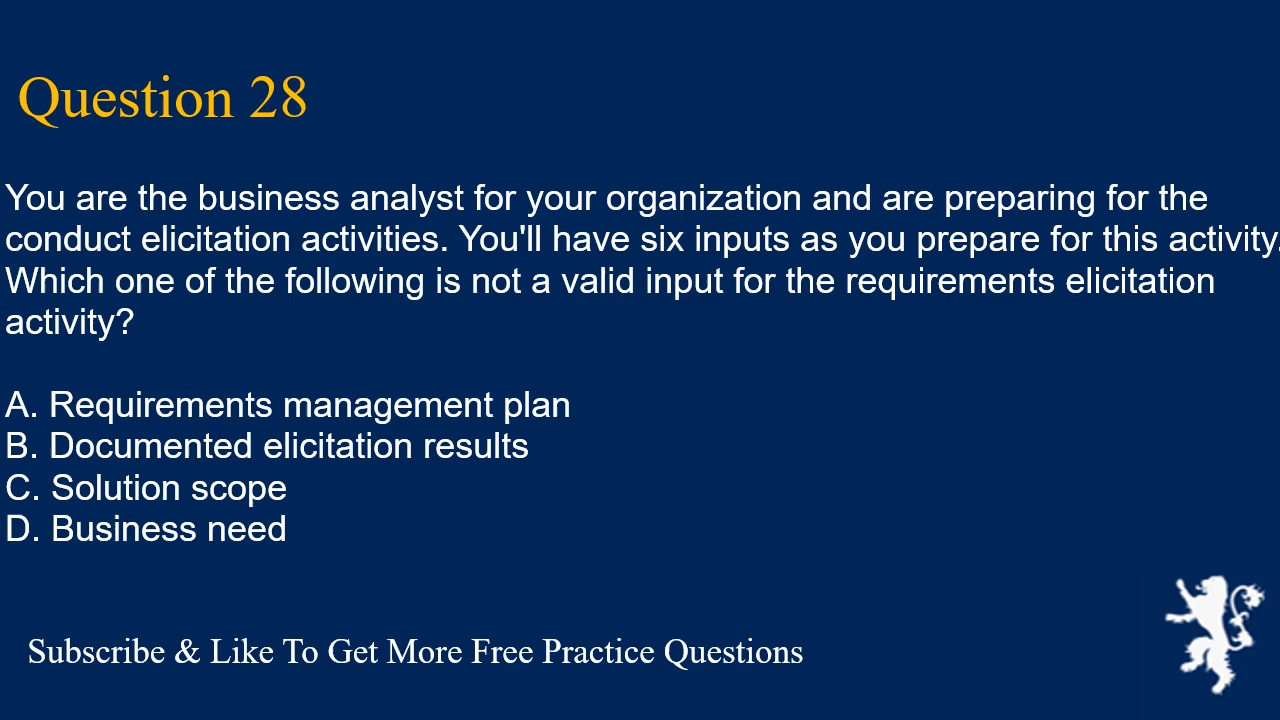 Question 28
You are the business analyst for your organization and are preparing for the
conduct elicitation activities. You'll have six inputs as you prepare for this activity.
Which one of the following is not a valid input for the requirements elicitation
activity?
A. Requirements management plan
B. Documented elicitation results
C. Solution scope
D. Business need
Subscribe & Like To Get More Free Practice Questions